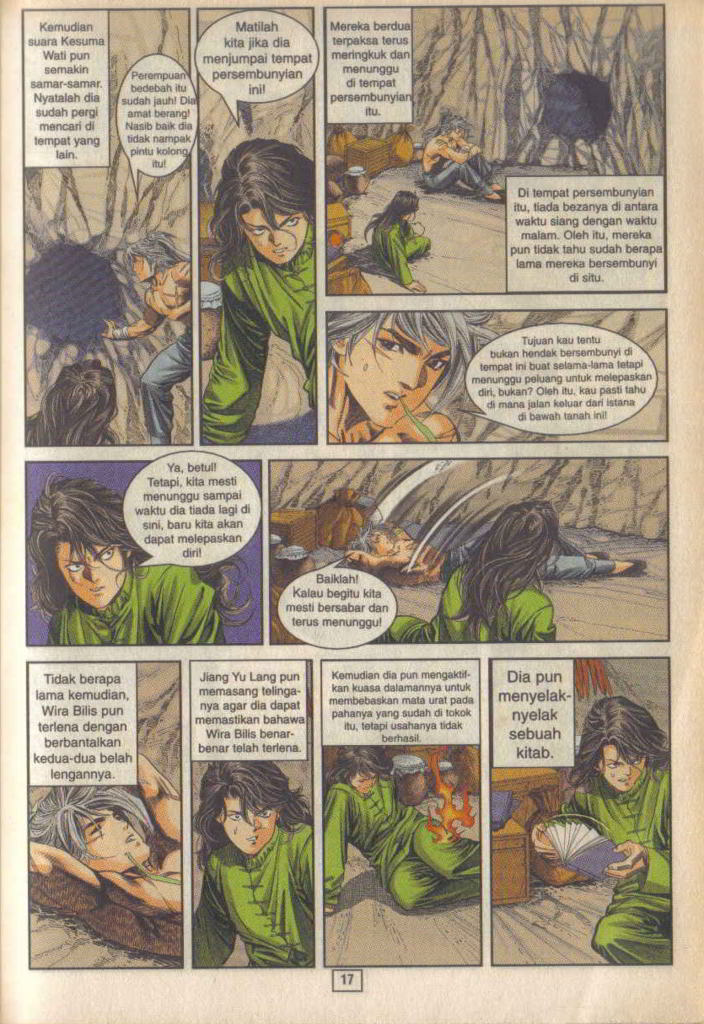 Kemudian
suara Kesuma
Wati pun
semakin
samar-samar.
Nyatalah dia
sudah pergi
mencari di
tempat yang
lain.
Perempuan
bedebah itu
sudah jauh! Dia
amat berang!
Nasib baik dia
tidak nampak
pintu kolong
itu!
Matilah
kita jika dia
menjumpai tempat
persembunyian
ini!
Mereka berdua
terpaksa terus
meringkuk dan
menunggu
di tempat
persembunyian
itu.
Di tempat persembunyian
itu, tiada bezanya di antara
waktu siang dengan waktu
malam. Oleh itu, mereka
pun tidak tahu sudah berapa
lama mereka bersembunyi
di situ.
Tujuan kau tentu
bukan hendak bersembunyi di
tempat ini buat selama-lama tetapi
menunggu peluang untuk melepaskan
diri, bukan? Oleh itu, kau pasti tahu
di mana jalan keluar dari istana
di bawah tanah ini!
Ya, betul!
Tetapi, kita mesti
menunggu sampai
waktu dia tiada lagi di
sini, baru kita akan
dapat melepaskan
diri!
Baiklah!
Kalau begitu kita
mesti bersabar dan
terus menunggu!
Tidak berapa
lama kemudian,
Wira Bilis pun
terlena dengan
berbantalkan
kedua-dua belah
lengannya.
Jiang Yu Lang pun
memasang telinga-
nya agar dia dapat
memastikan bahawa
Wira Bilis benar-
benar telah terlena.
Kemudian dia pun mengaktif-
kan kuasa dalamannya untuk
membebaskan mata urat pada
pahanya yang sudah di tokok
itu, tetapi usahanya tidak
berhasil.
Dia pun
menyelak-
nyelak
sebuah
kitab.
17